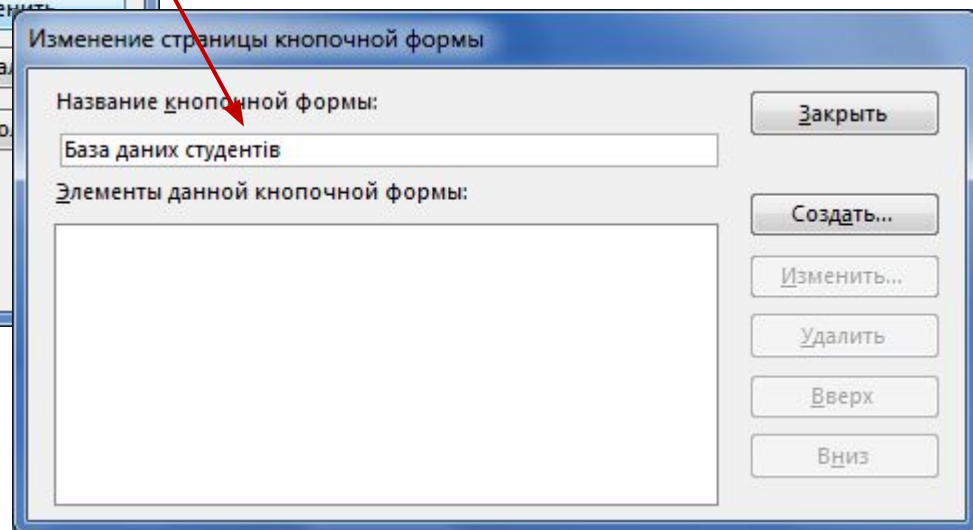 Изменение страницы кнопочной формы
Название кнопочной формы:
Закрыть
База даних студентів
Элементы данной кнопочной формы:
Создать...
Изменить...
Удалить
Вверх
Вниз